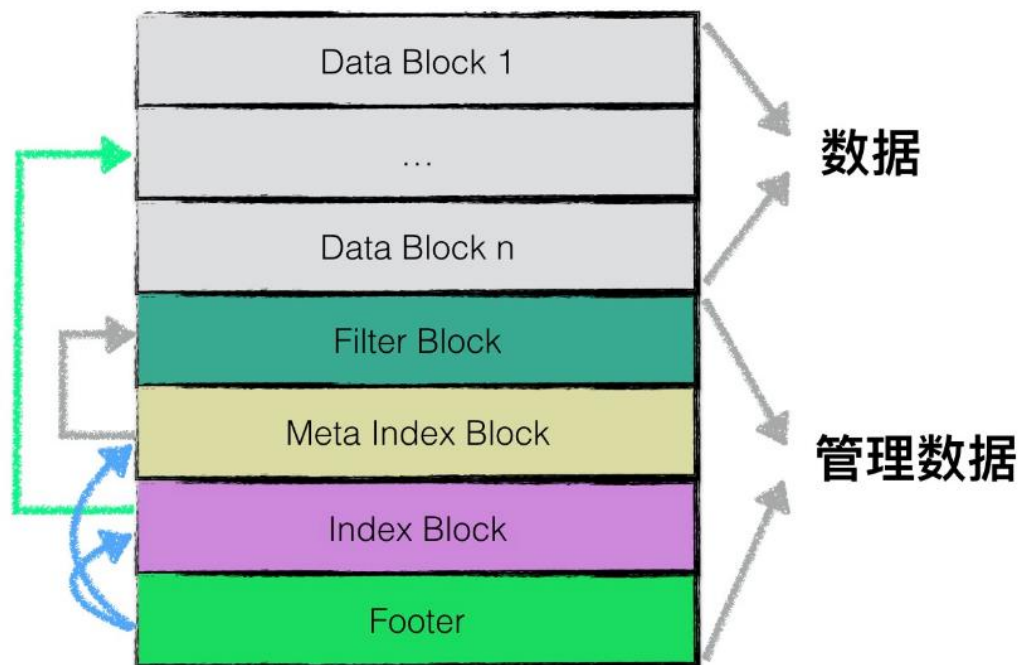 Data Block 1
...
数据
Data Block n
Filter Block
Meta Index Block
管理数据
Index Block
Footer